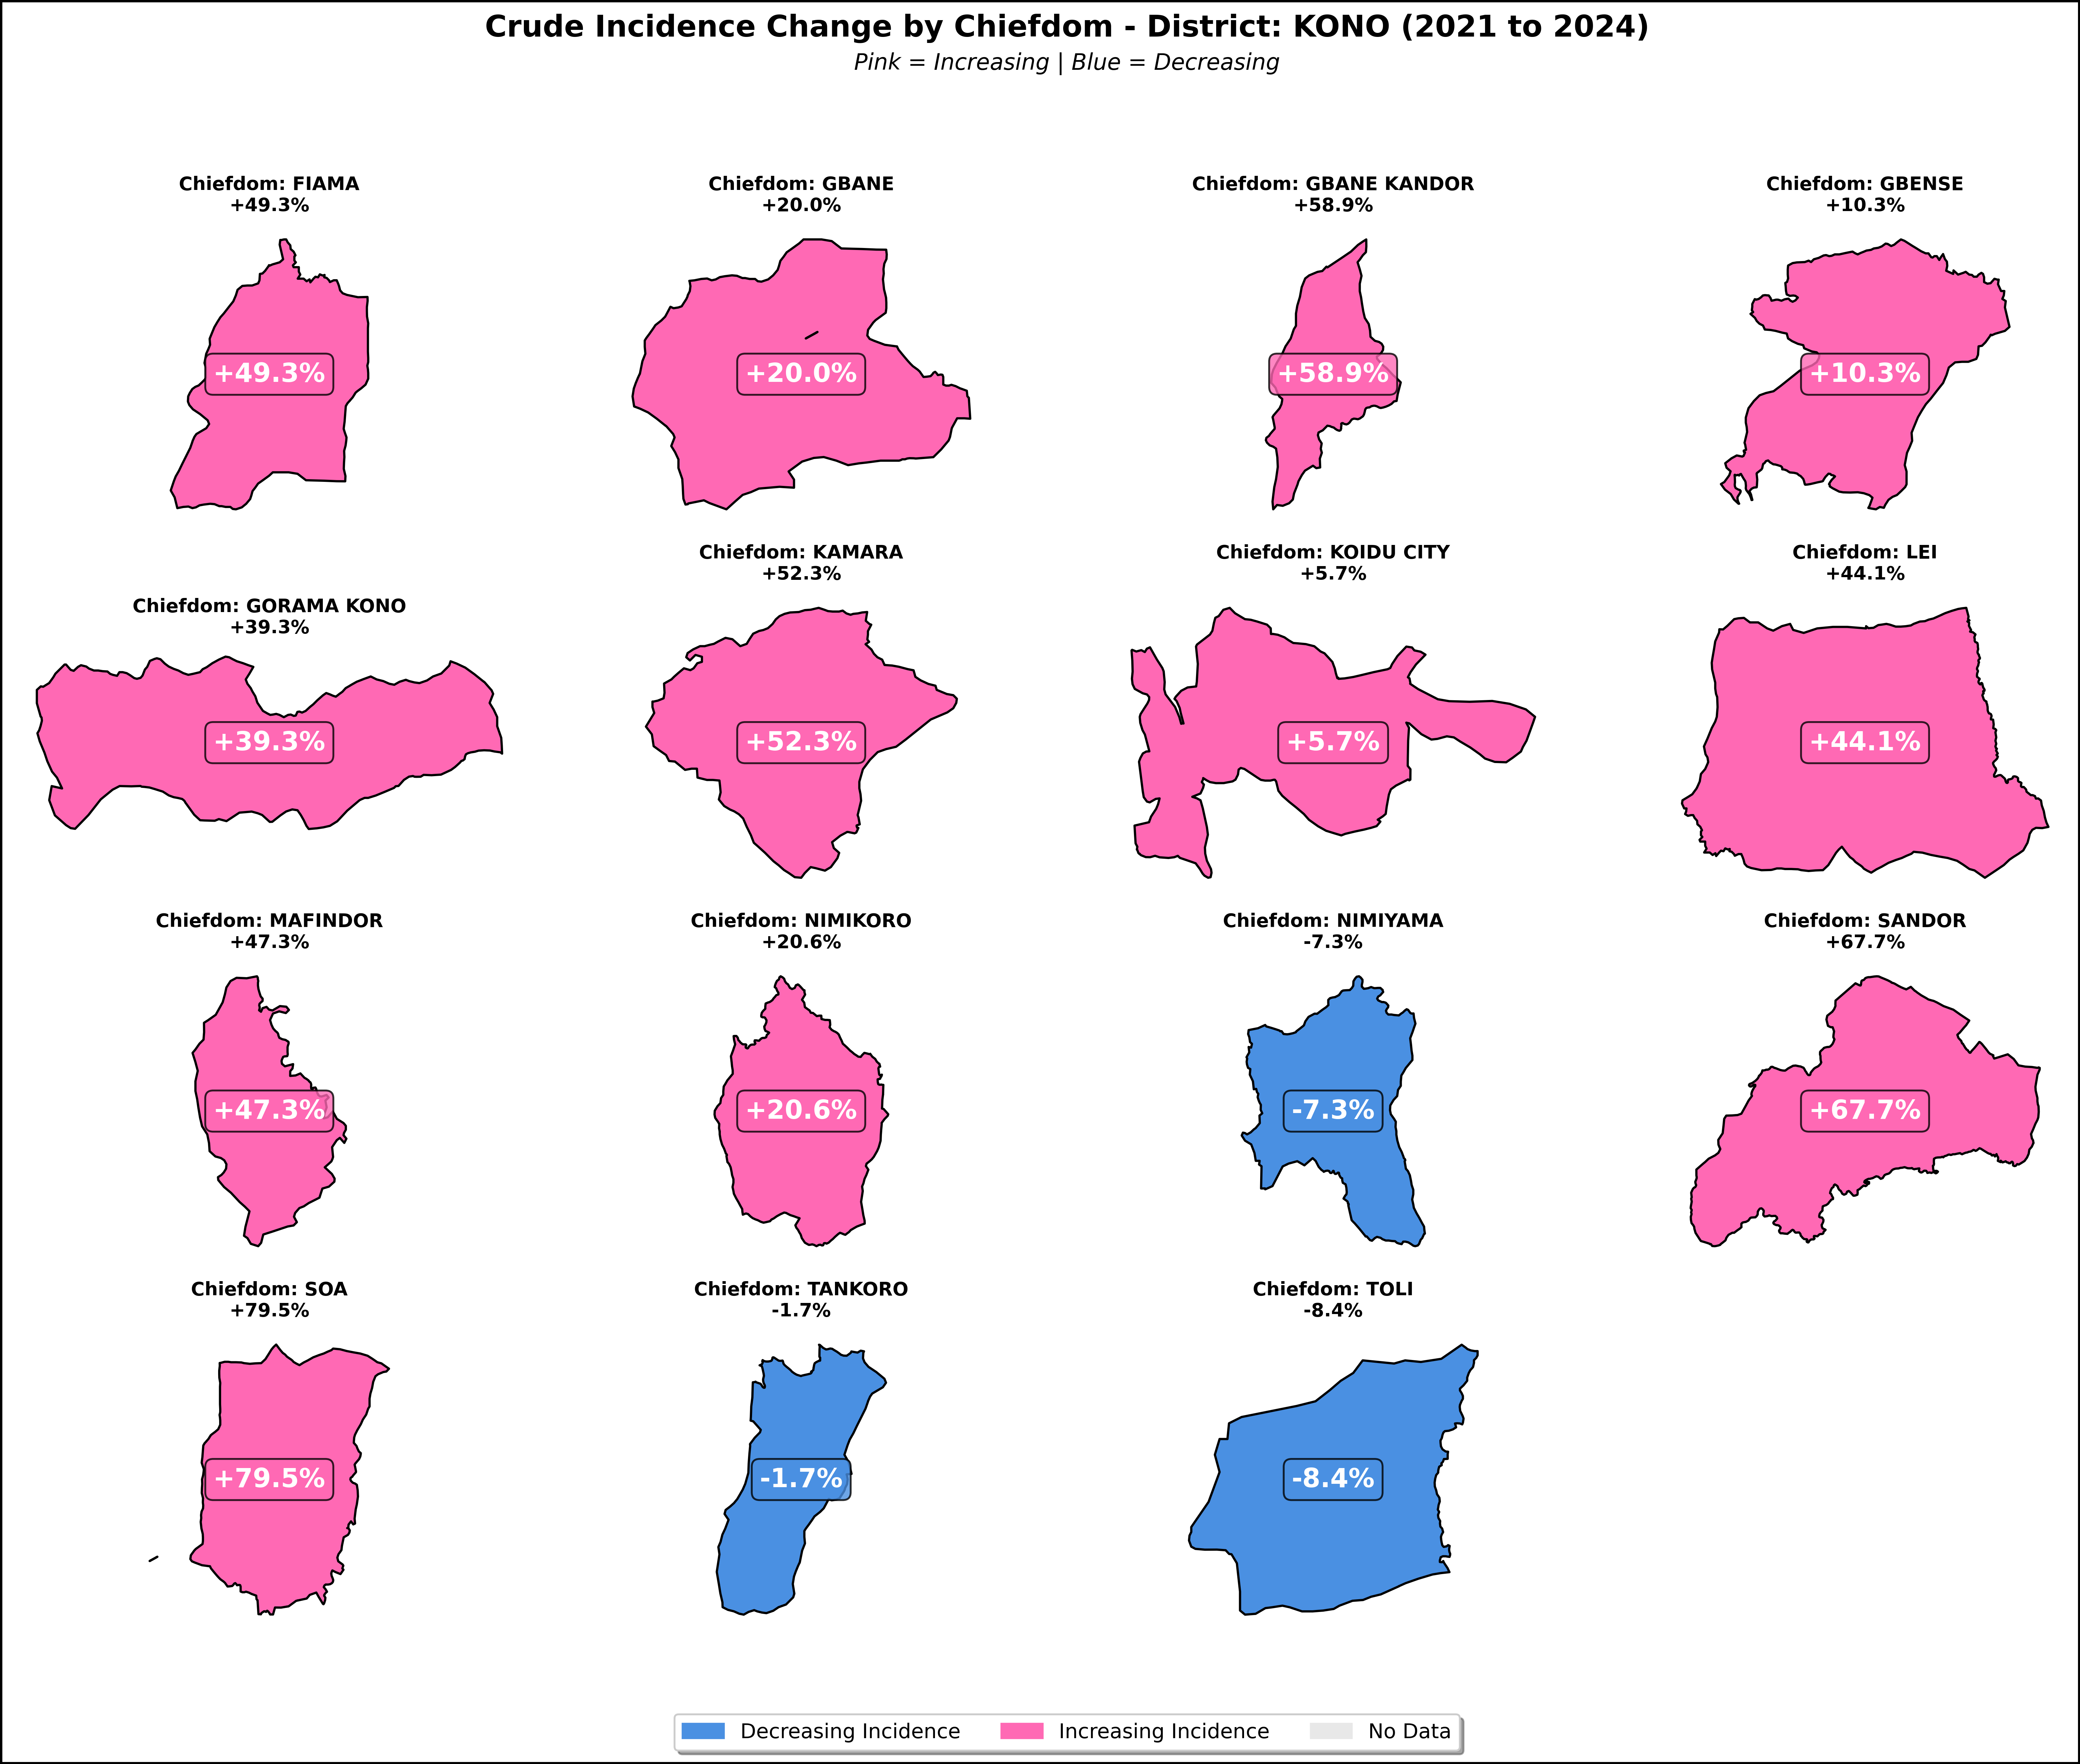 Crude Incidence Change by Chiefdom - District: KONO (2021 to 2024)
Pink = Increasing | Blue = Decreasing
Chiefdom: FIAMA
+49.3%
+49.3%
Chiefdom: GBANE
+20.0%
+20.0%
Chiefdom: GBANE KANDOR
+58.9%
+58.9%
Chiefdom: GBENSE
+10.3%
+10.3%
Chiefdom: GORAMA KONO
+39.3%
+39.3%
Chiefdom: KAMARA
+52.3%
+52.3%
Chiefdom: KOIDU CITY
+5.7%
+5.7%
Chiefdom: LEI
+44.1%
+44.1%
Chiefdom: MAFINDOR
+47.3%
+47.3%
Chiefdom: NIMIKORO
+20.6%
+20.6%
Chiefdom: NIMIYAMA
-7.3%
-7.3%
Chiefdom: SANDOR
+67.7%
+67.7%
Chiefdom: SOA
+79.5%
+79.5%
Chiefdom: TANKORO
-1.7%
-1.7%
Chiefdom: TOLI
-8.4%
-8.4%
Decreasing Incidence
Increasing Incidence
No Data